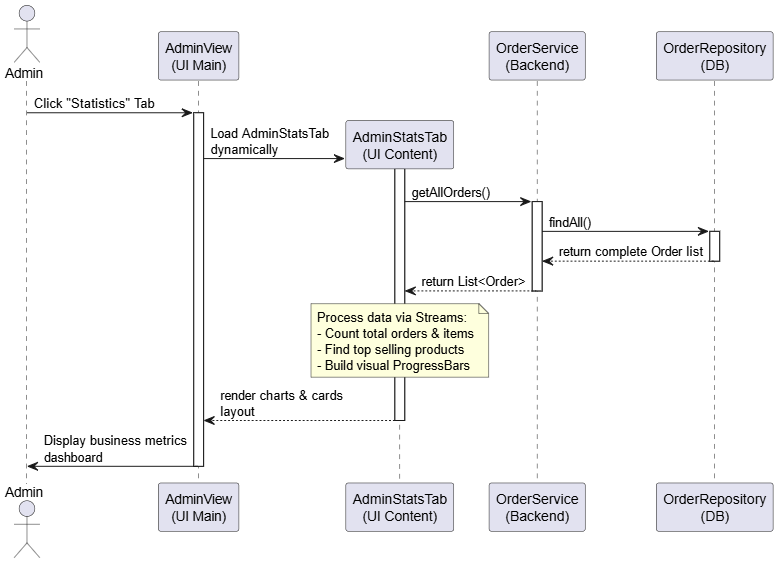 Admin
AdminView
(UI Main)
OrderService
(Backend)
OrderRepository
(DB)
Click "Statistics" Tab
Load AdminStatsTab
dynamically
AdminStatsTab
(UI Content)
getAllOrders()
findAll()
return complete Order list
return List<Order>
Process data via Streams:
- Count total orders & items
- Find top selling products
- Build visual ProgressBars
render charts & cards
layout
Display business metrics
dashboard
Admin
AdminView
(UI Main)
AdminStatsTab
(UI Content)
OrderService
(Backend)
OrderRepository
(DB)